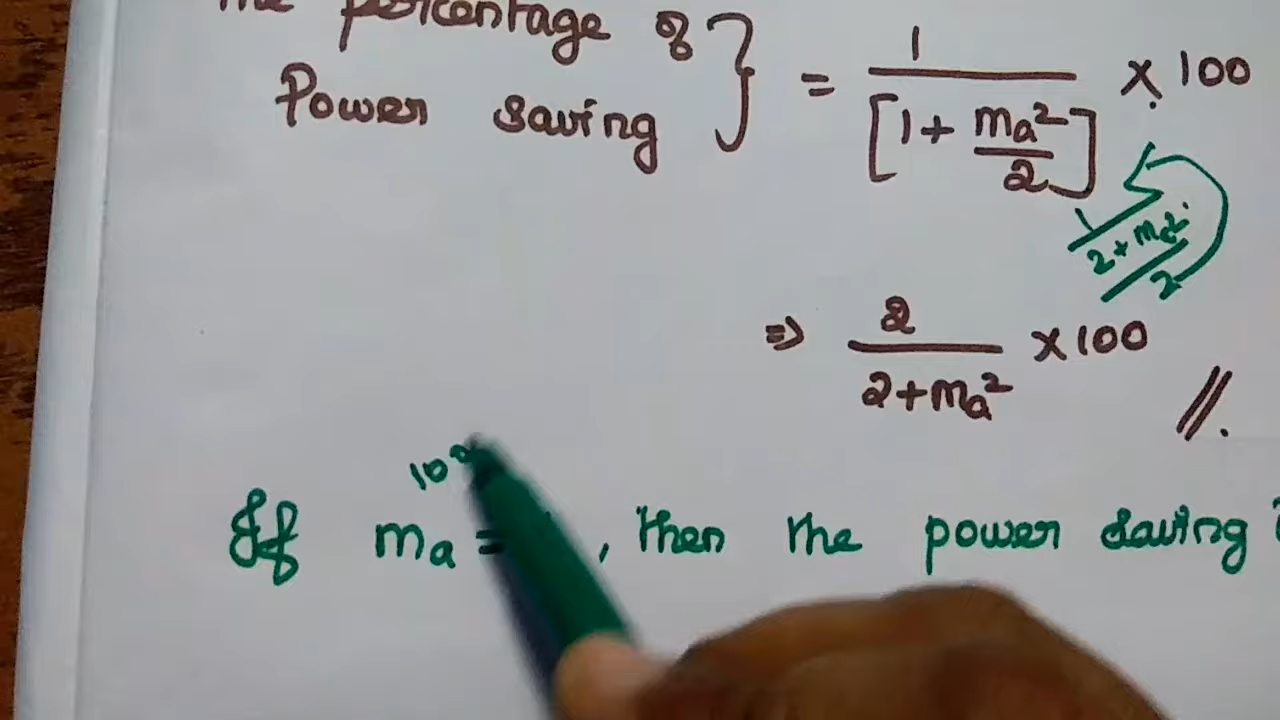 The percentage of
Power saving } = 1 / [1 + ma²/2] × 100
1 / 2 + ma² / 2
⇒ 2 / 2+ma² × 100 //.
If ma = , then the power saving